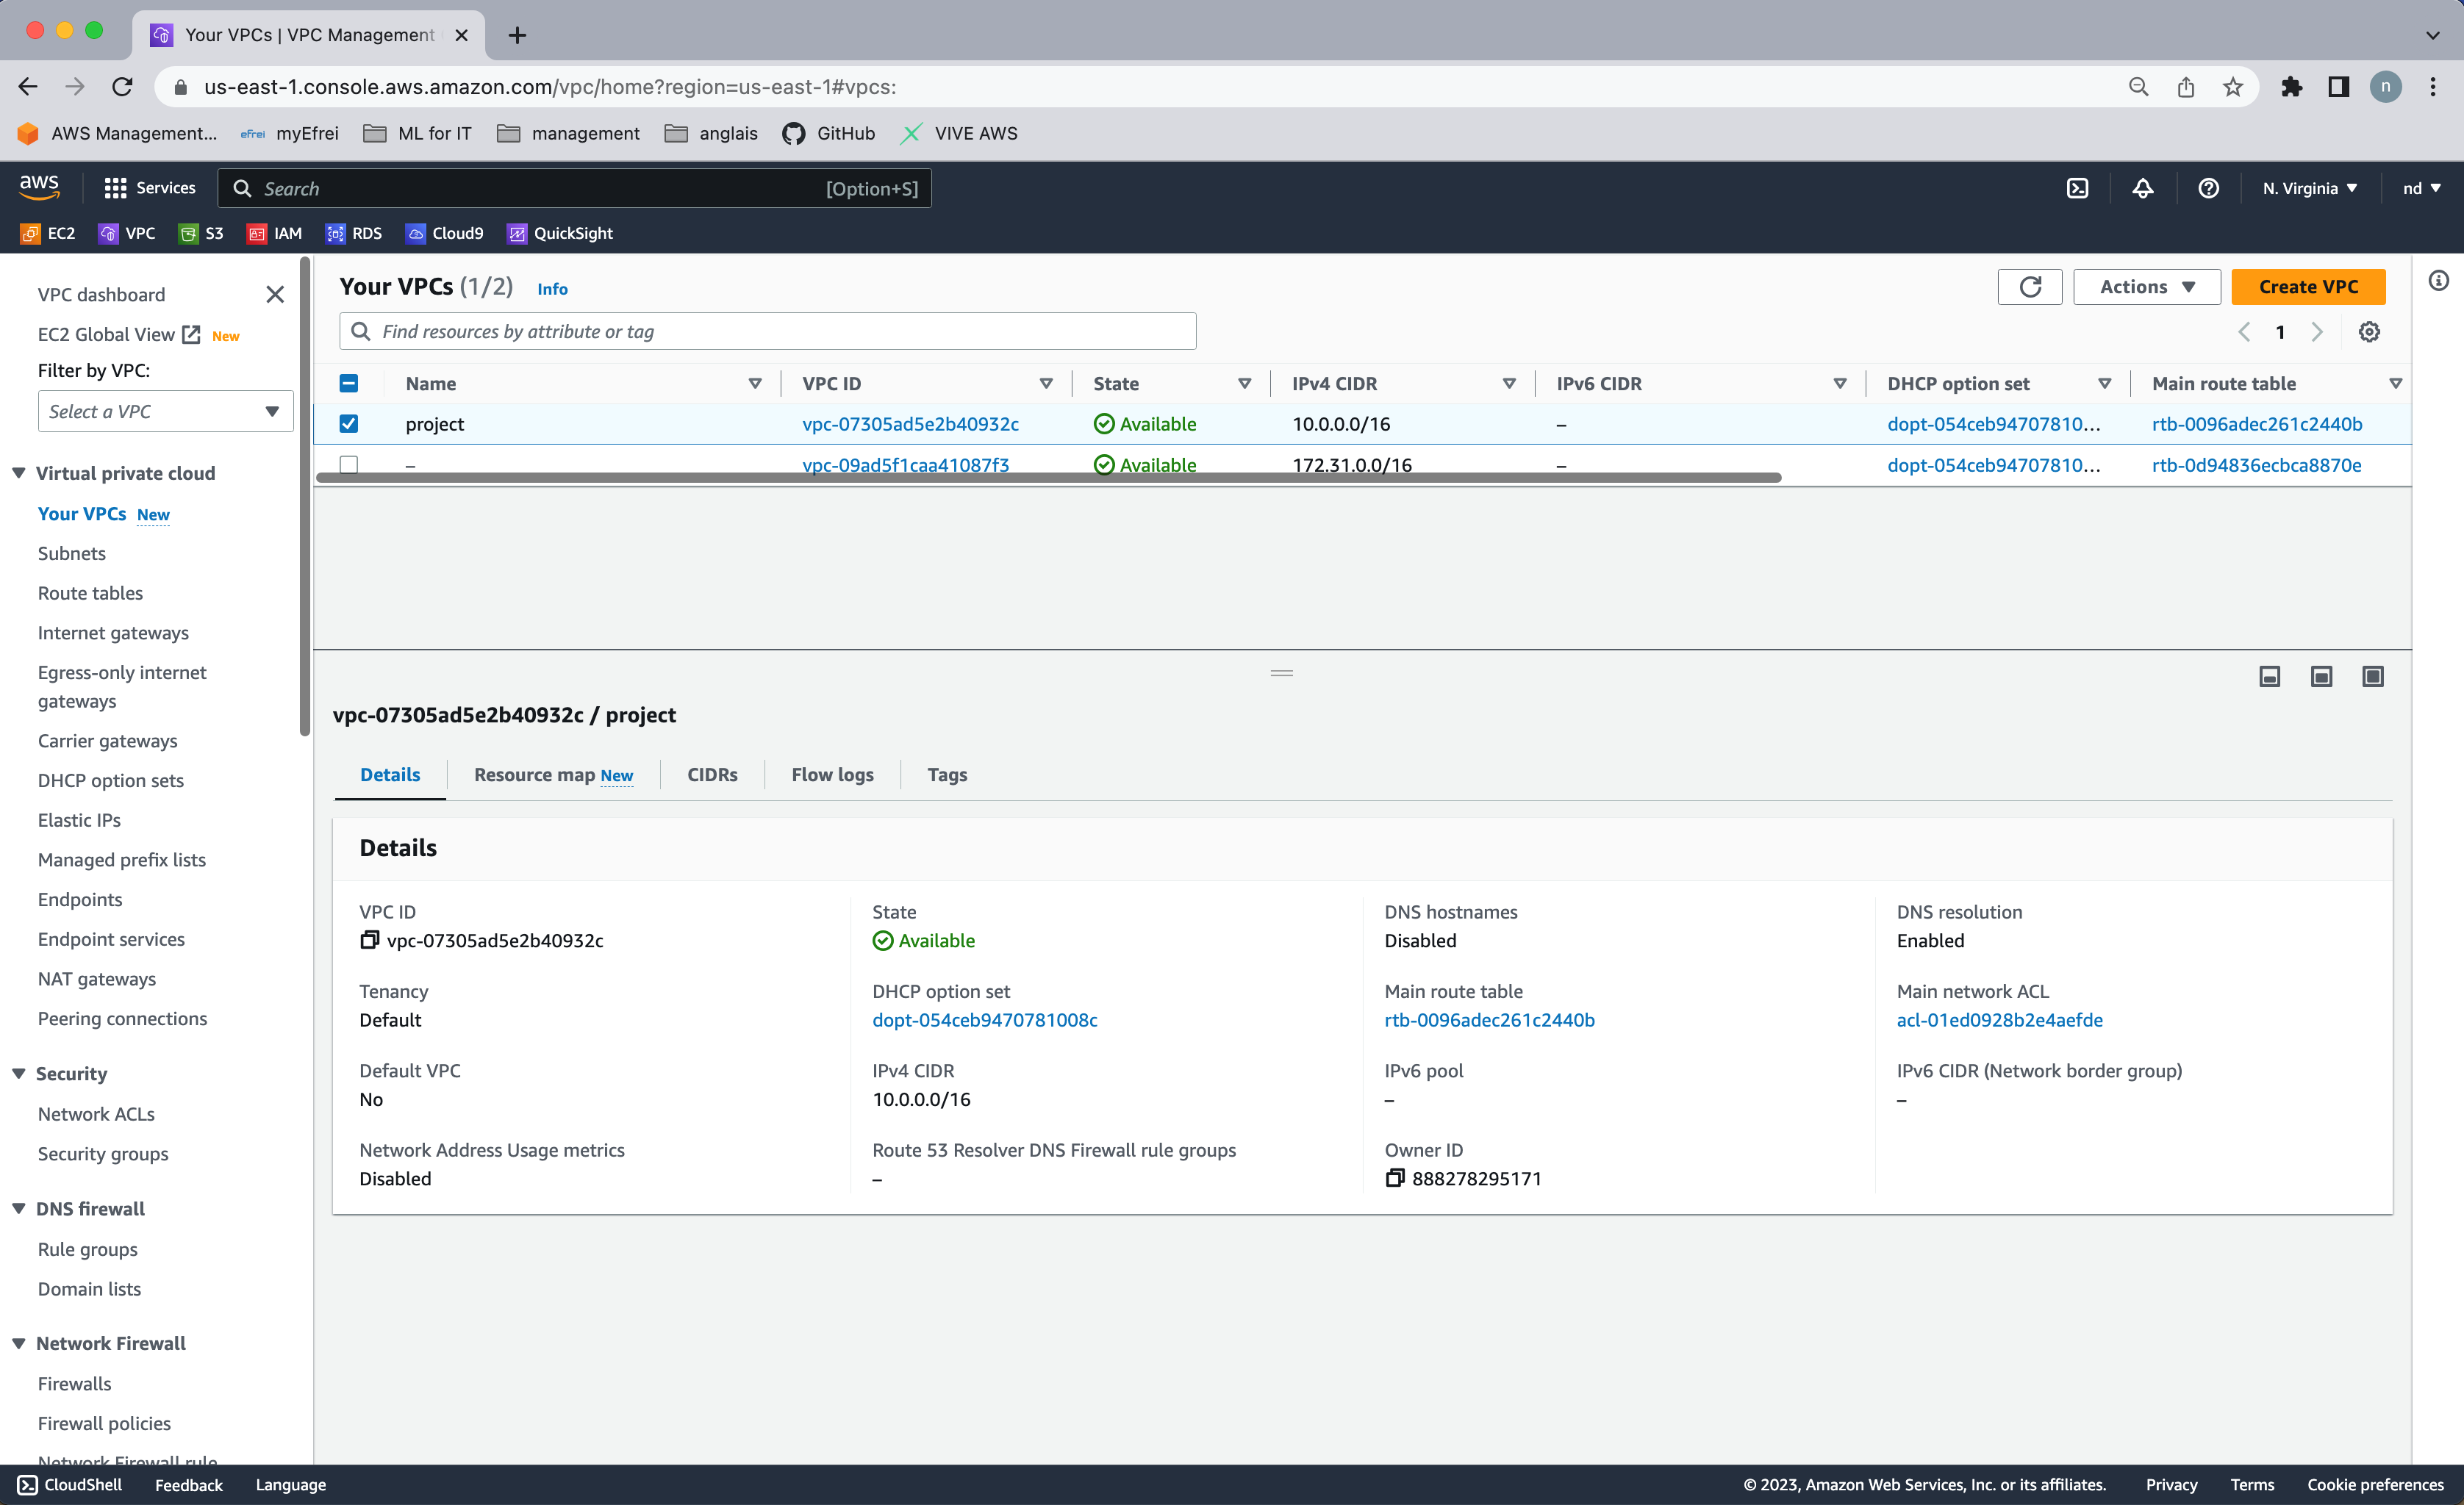 Your VPCs | VPC Management
us-east-1.console.aws.amazon.com/vpc/home?region=us-east-1#vpcs:
n
AWS Management... efrei myEfrei ML for IT management anglais GitHub VIVE AWS
aws Services Search [Option+S] N. Virginia nd
EC2 VPC S3 IAM RDS Cloud9 QuickSight
VPC dashboard
EC2 Global View New
Filter by VPC:
Select a VPC
Virtual private cloud
Your VPCs New
Subnets
Route tables
Internet gateways
Egress-only internet
gateways
Carrier gateways
DHCP option sets
Elastic IPs
Managed prefix lists
Endpoints
Endpoint services
NAT gateways
Peering connections
Security
Network ACLs
Security groups
DNS firewall
Rule groups
Domain lists
Network Firewall
Firewalls
Firewall policies
Network Firewall rule
Your VPCs (1/2) Info
Actions Create VPC
Find resources by attribute or tag
1
Name VPC ID State IPv4 CIDR IPv6 CIDR DHCP option set Main route table
project vpc-07305ad5e2b40932c Available 10.0.0.0/16 – dopt-054ceb94707810... rtb-0096adec261c2440b
– vpc-09ad5f1caa41087f3 Available 172.31.0.0/16 – dopt-054ceb94707810... rtb-0d94836ecbca8870e
vpc-07305ad5e2b40932c / project
Details Resource map New CIDRs Flow logs Tags
Details
VPC ID State DNS hostnames DNS resolution
vpc-07305ad5e2b40932c Available Disabled Enabled
Tenancy DHCP option set Main route table Main network ACL
Default dopt-054ceb9470781008c rtb-0096adec261c2440b acl-01ed0928b2e4aefde
Default VPC IPv4 CIDR IPv6 pool IPv6 CIDR (Network border group)
No 10.0.0.0/16 – –
Network Address Usage metrics Route 53 Resolver DNS Firewall rule groups Owner ID
Disabled – 888278295171
CloudShell Feedback Language © 2023, Amazon Web Services, Inc. or its affiliates. Privacy Terms Cookie preferences